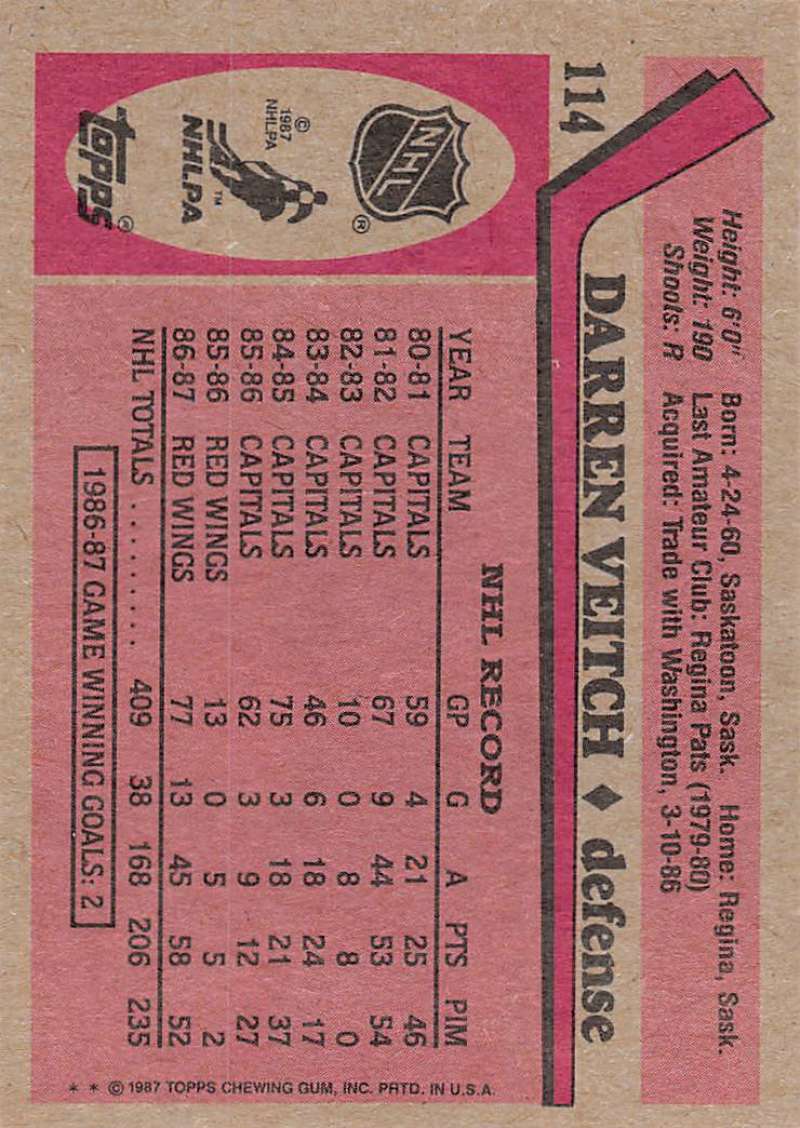 114
Height: 6'0" Born: 4-24-60, Saskatoon, Sask. Home: Regina, Sask.
Weight: 190 Last Amateur Club: Regina Pats (1979-80)
Shoots: R Acquired: Trade with Washington, 3-10-86
DARREN VEITCH ♦ defense
NHL
®
© 1987 NHLPA
™
NHLPA
topps®
NHL RECORD
YEAR TEAM GP G A PTS PIM
80-81 CAPITALS 59 4 21 25 46
81-82 CAPITALS 67 9 44 53 54
82-83 CAPITALS 10 0 8 8 0
83-84 CAPITALS 46 6 18 24 17
84-85 CAPITALS 75 3 18 21 37
85-86 CAPITALS 62 3 9 12 27
85-86 RED WINGS 13 0 5 5 2
86-87 RED WINGS 77 13 45 58 52
NHL TOTALS . . . . . . . . . 409 38 168 206 235
1986-87 GAME WINNING GOALS: 2
* * © 1987 TOPPS CHEWING GUM, INC. PRTD. IN U.S.A.